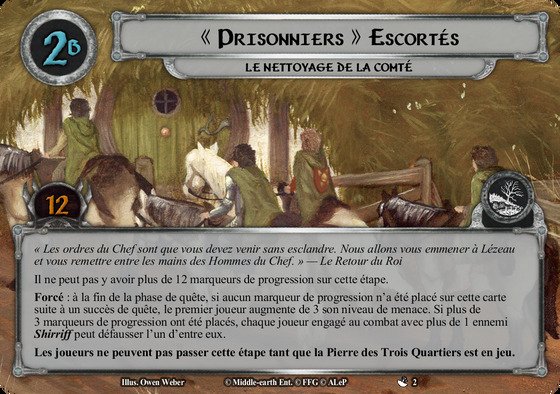 2B
« Prisonniers » Escortés
Le Nettoyage de la Comté
12
« Les ordres du Chef sont que vous devez venir sans esclandre. Nous allons vous emmener à Lézeau
et vous remettre entre les mains des Hommes du Chef. » — Le Retour du Roi
Il ne peut pas y avoir plus de 12 marqueurs de progression sur cette étape.
Forcé : à la fin de la phase de quête, si aucun marqueur de progression n'a été placé sur cette carte
suite à un succès de quête, le premier joueur augmente de 3 son niveau de menace. Si plus de
3 marqueurs de progression ont été placés, chaque joueur engagé au combat avec plus de 1 ennemi
Shirriff peut défausser l'un d'entre eux.
Les joueurs ne peuvent pas passer cette étape tant que la Pierre des Trois Quartiers est en jeu.
Illus. Owen Weber © Middle-earth Ent. © FFG © ALeP 2